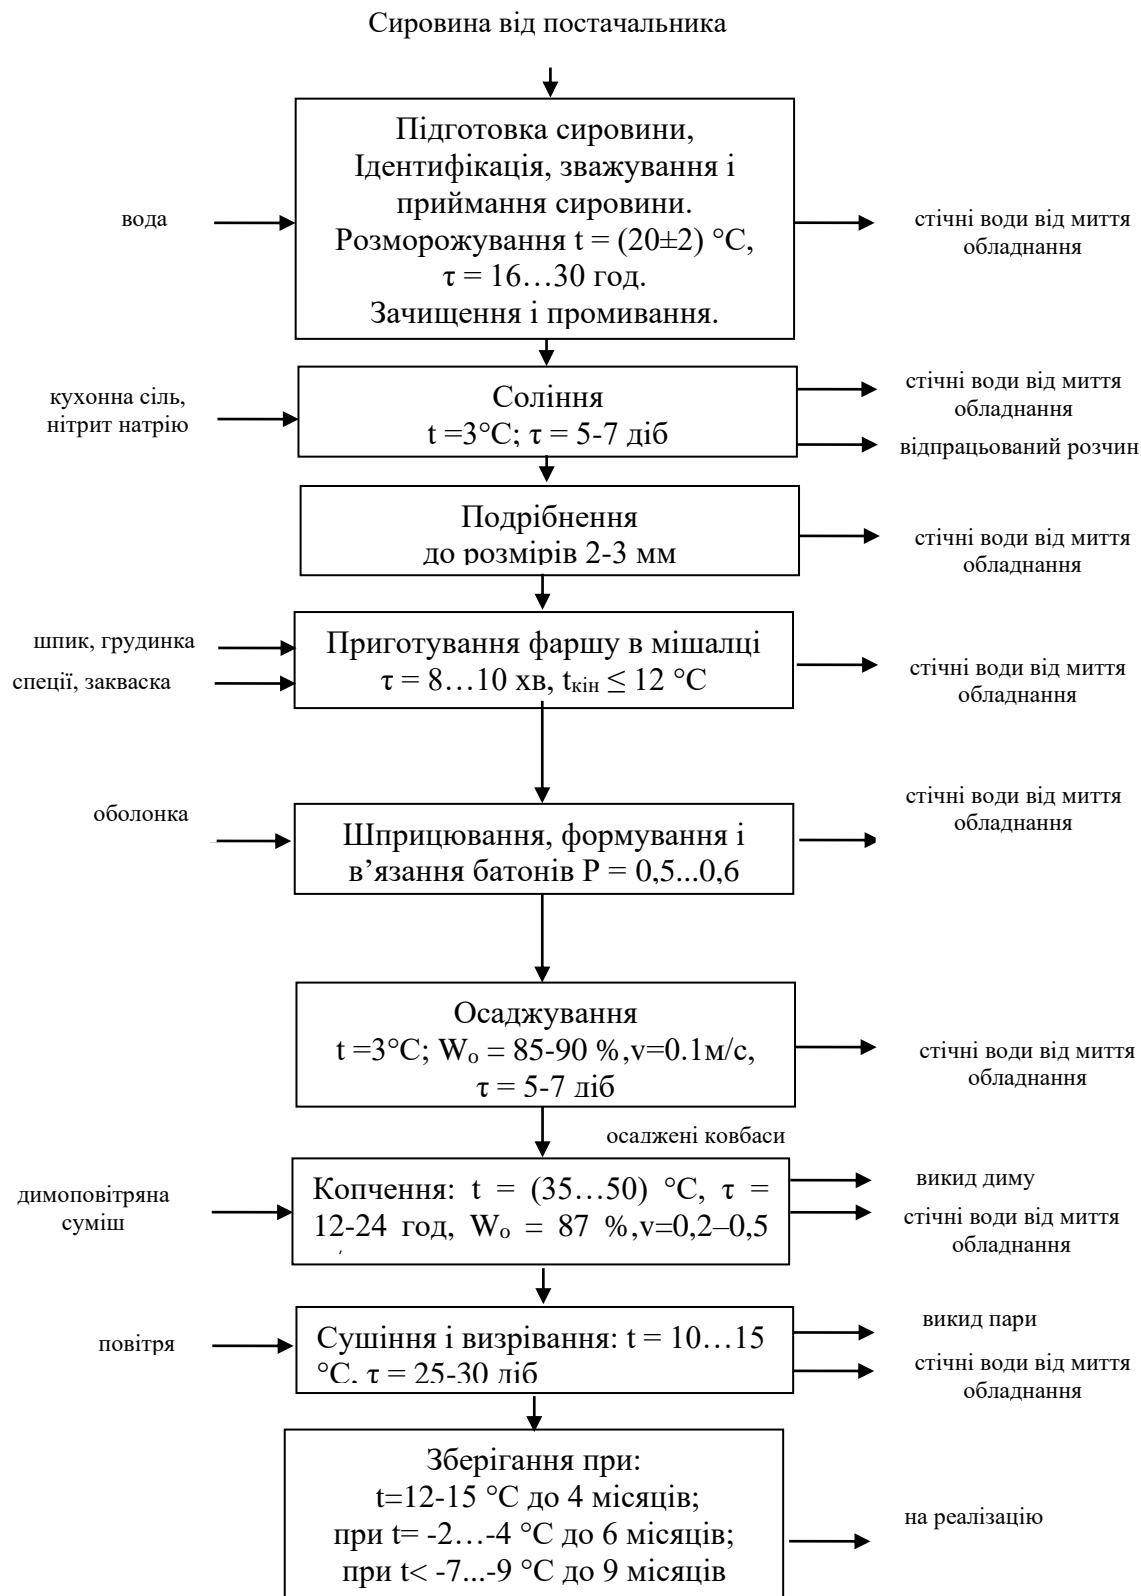 Сировина від постачальника
Підготовка сировини,
Ідентифікація, зважування і
приймання сировини.
Розморожування t = (20±2) °С,
τ = 16…30 год.
Зачищення і промивання.
вода
стічні води від миття
обладнання
Соління
t =3°С; τ = 5-7 діб
кухонна сіль,
нітрит натрію
стічні води від миття
обладнання
відпрацьований розчин
Подрібнення
до розмірів 2-3 мм
стічні води від миття
обладнання
шпик, грудинка
спеції, закваска
Приготування фаршу в мішалці
τ = 8…10 хв, tкін ≤ 12 °С
стічні води від миття
обладнання
оболонка
Шприцювання, формування і
в’язання батонів Р = 0,5...0,6
стічні води від миття
обладнання
Осаджування
t =3°С; Wо = 85-90 %,v=0.1м/с,
τ = 5-7 діб
стічні води від миття
обладнання
осаджені ковбаси
димоповітряна
суміш
Копчення: t = (35…50) °С, τ =
12-24 год, Wо = 87 %,v=0,2–0,5
викид диму
стічні води від миття
обладнання
повітря
Сушіння і визрівання: t = 10…15
°С, τ = 25-30 діб
викид пари
стічні води від миття
обладнання
Зберігання при:
t=12-15 °С до 4 місяців;
при t= -2…-4 °С до 6 місяців;
при t< -7...-9 °С до 9 місяців
на реалізацію